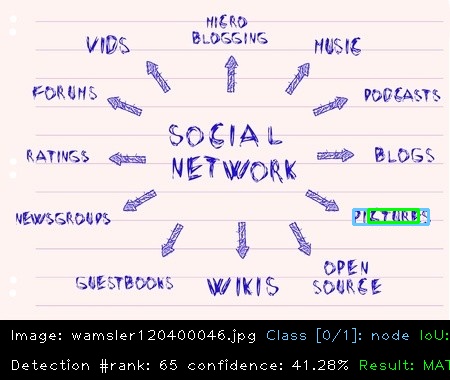 MICRO
BLOGGING
VIDS
MUSIC
FORUMS
PODCASTS
SOCIAL
NETWORK
RATINGS
BLOGS
NEWSGROUPS
PICTURES
GUESTBOOKS
WIKIS
OPEN
SOURCE
Image: wamsler120400046.jpg Class [0/1]: node IoU:
Detection #rank: 65 confidence: 41.28% Result: MAT